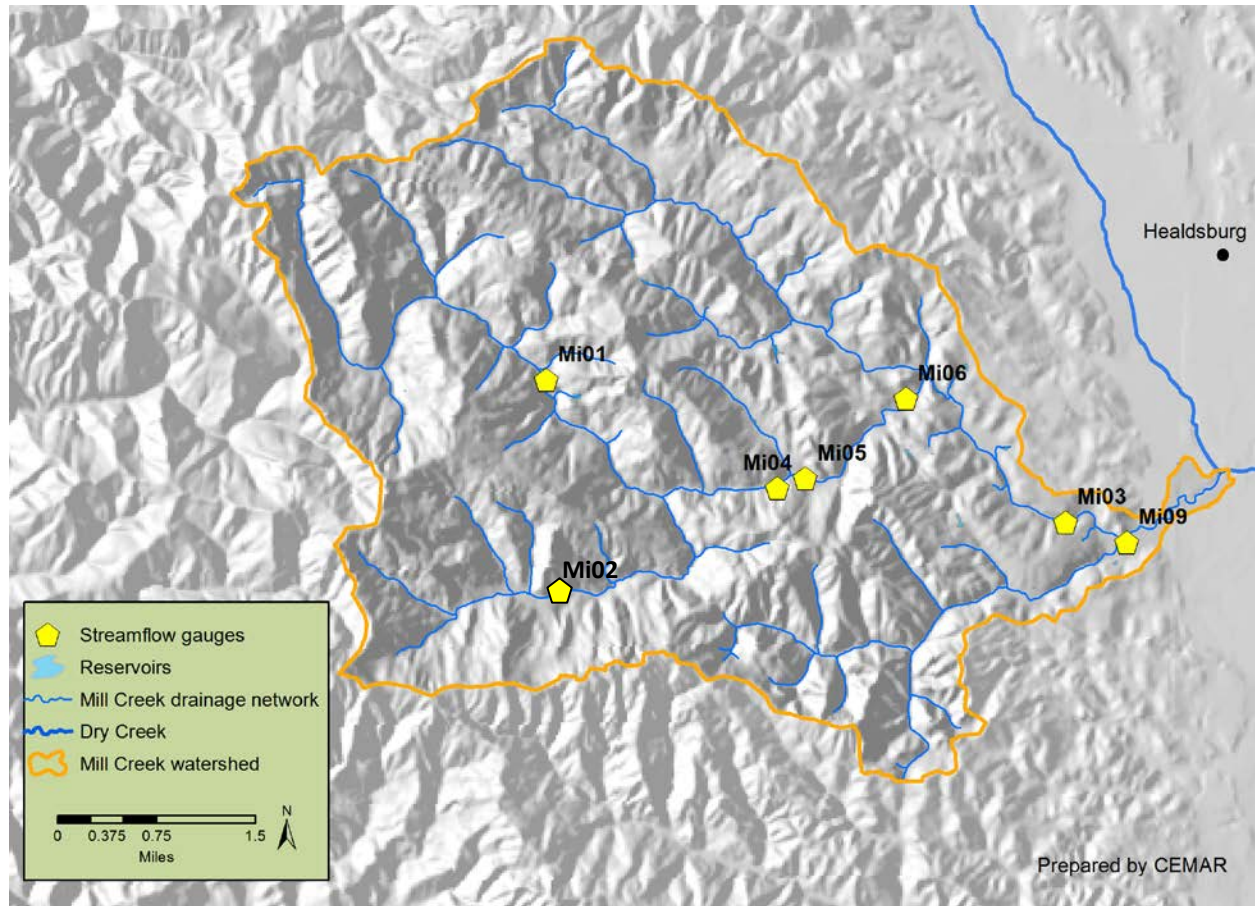 Healdsburg
Mi01
Mi06
Mi04
Mi05
Mi03
Mi09
Mi02
Streamflow gauges
Reservoirs
Mill Creek drainage network
Dry Creek
Mill Creek watershed
N
0 0.375 0.75 1.5
Miles
Prepared by CEMAR